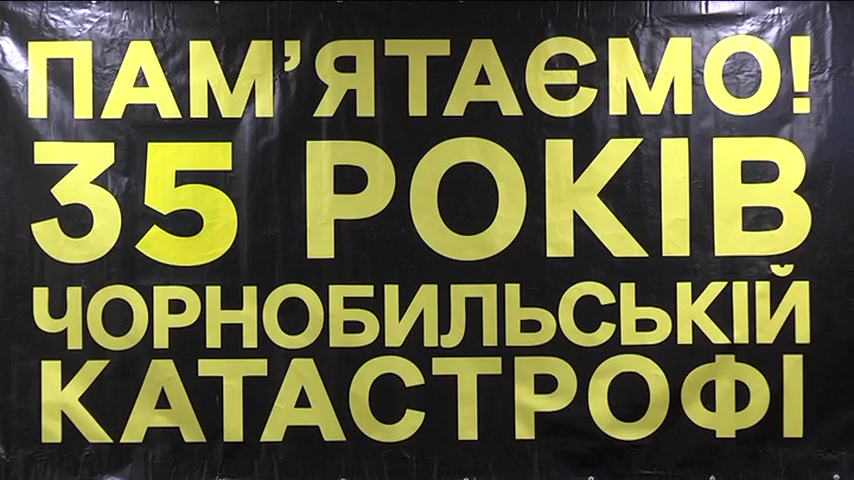 ПАМ’ЯТАЄМО!
35 РОКІВ
ЧОРНОБИЛЬСЬКІЙ
КАТАСТРОФІ